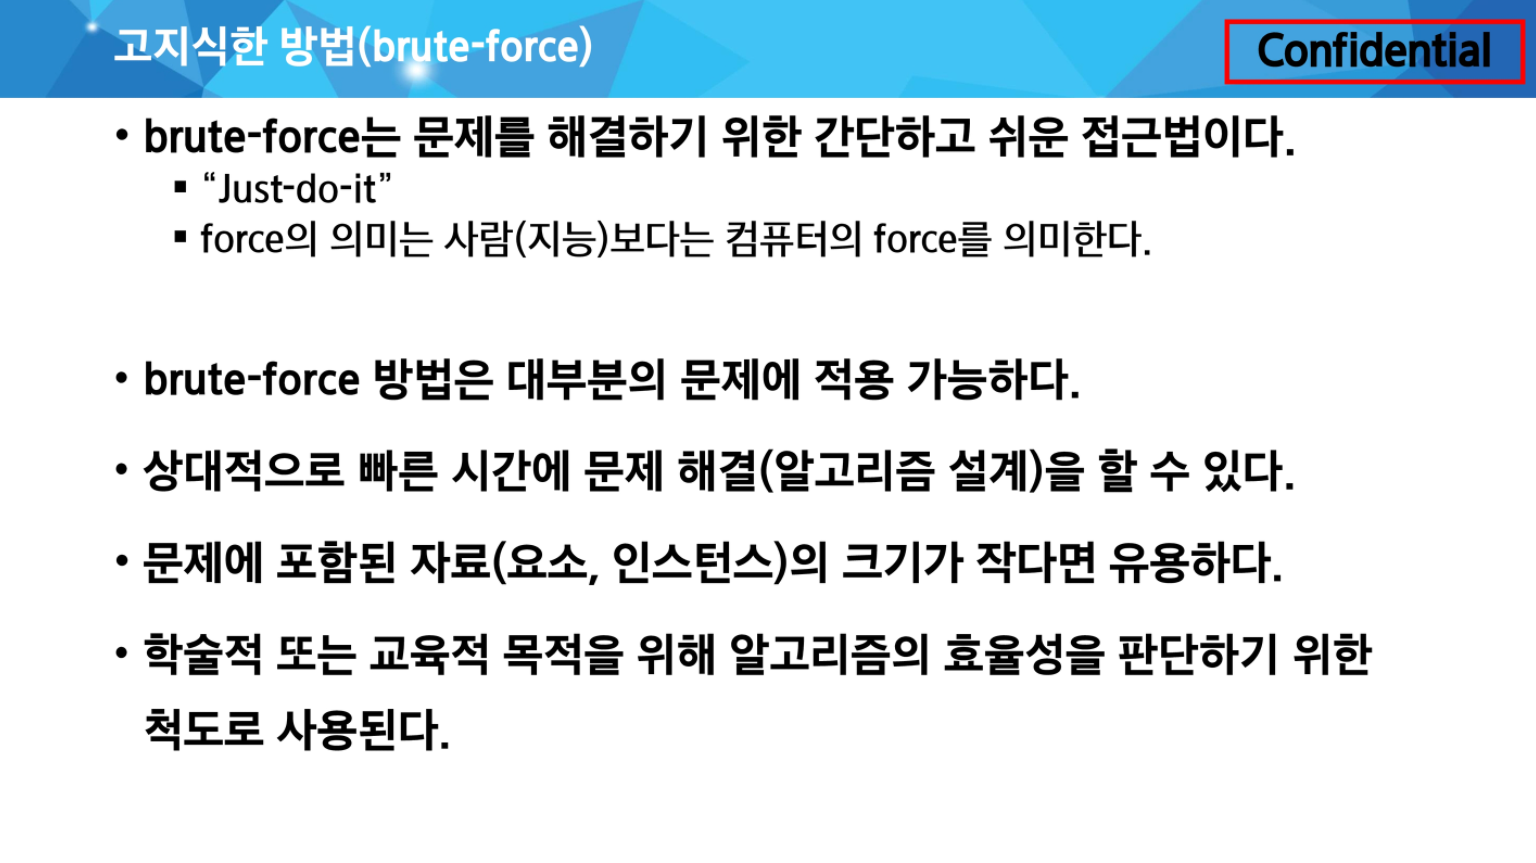 고지식한 방법(brute-force)
Confidential
• brute-force는 문제를 해결하기 위한 간단하고 쉬운 접근법이다.
▪ “Just-do-it”
▪ force의 의미는 사람(지능)보다는 컴퓨터의 force를 의미한다.
• brute-force 방법은 대부분의 문제에 적용 가능하다.
• 상대적으로 빠른 시간에 문제 해결(알고리즘 설계)을 할 수 있다.
• 문제에 포함된 자료(요소, 인스턴스)의 크기가 작다면 유용하다.
• 학술적 또는 교육적 목적을 위해 알고리즘의 효율성을 판단하기 위한
척도로 사용된다.